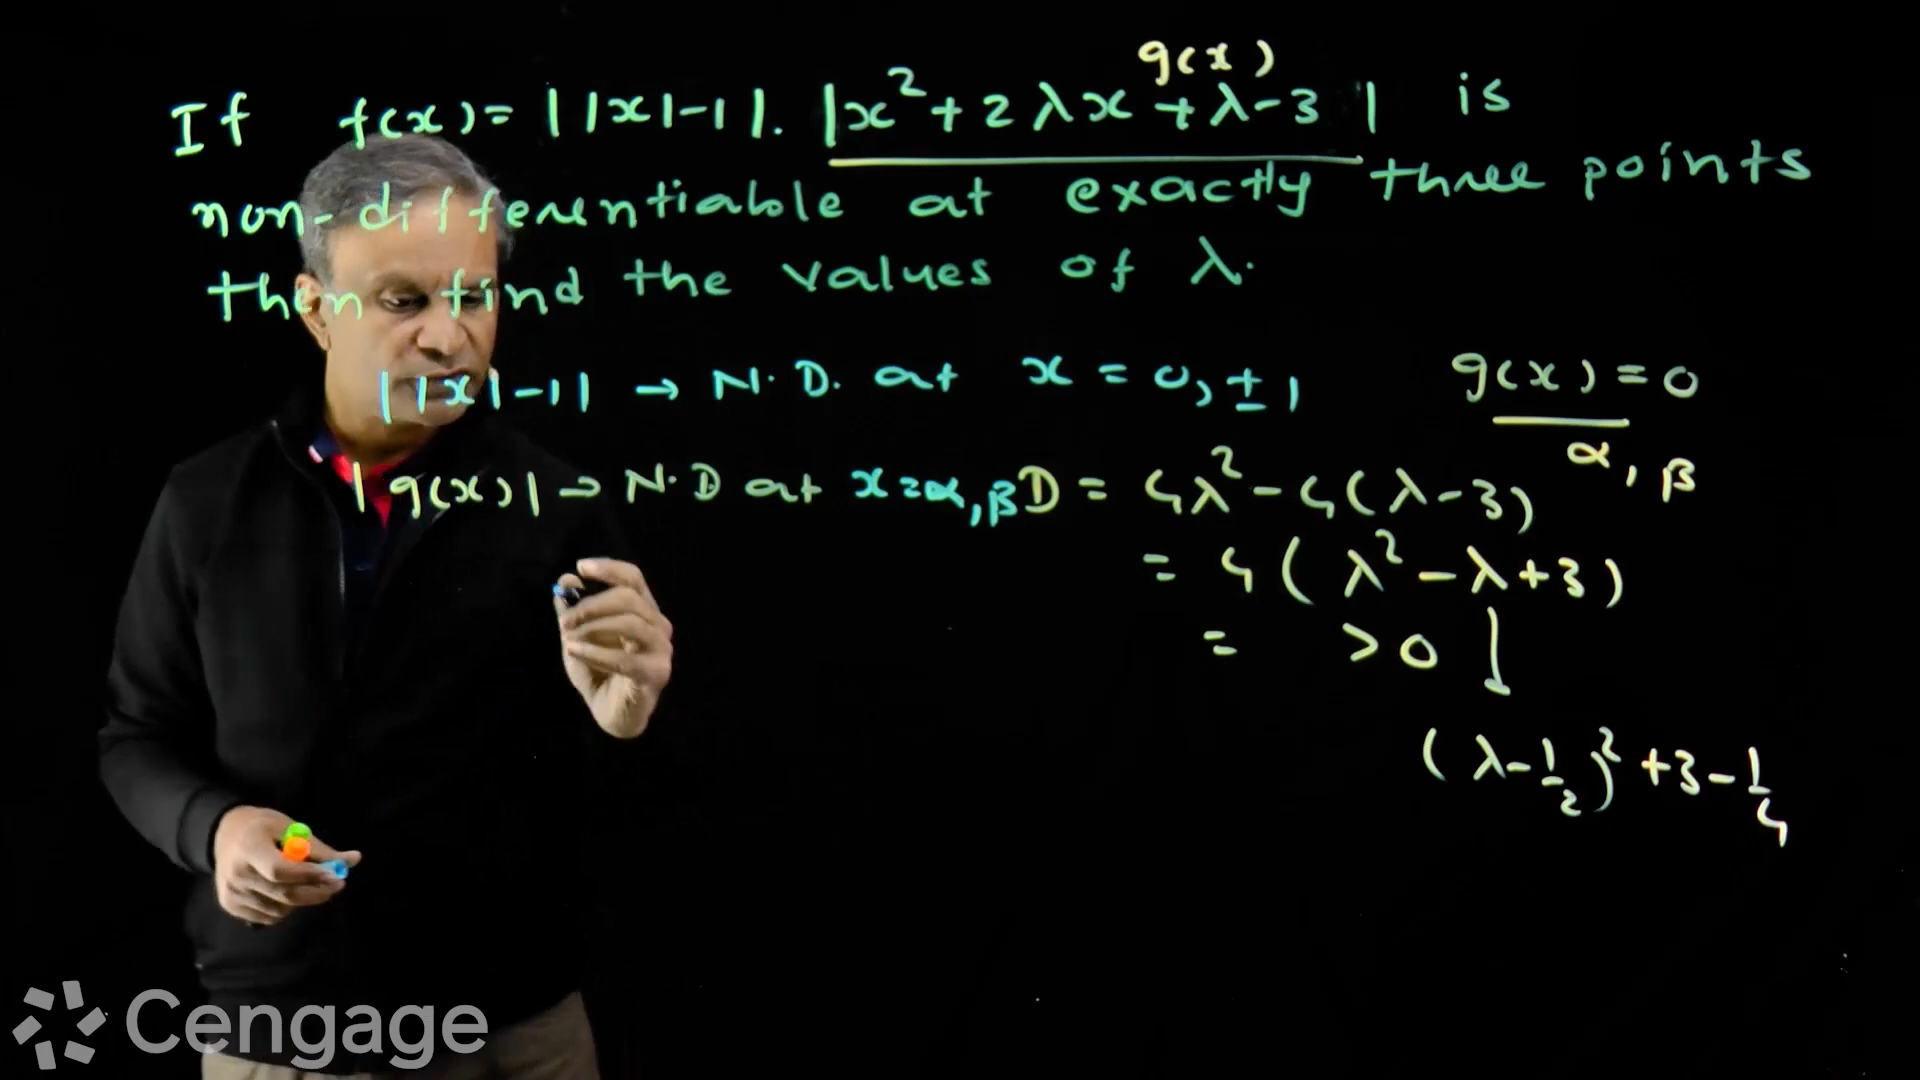 g(x)
If f(x) = ||x|-1|. |x² + 2λx + λ-3| is
non-differentiable at exactly three points
then find the values of λ.
||x|-1| → N.D. at x = 0, ± 1
g(x) = 0
α, β
|g(x)| → N.D at x=α,β
D = 4λ² - 4(λ-3)
= 4(λ² - λ + 3)
= > 0
(λ - 1/2)² + 3 - 1/4
Cengage